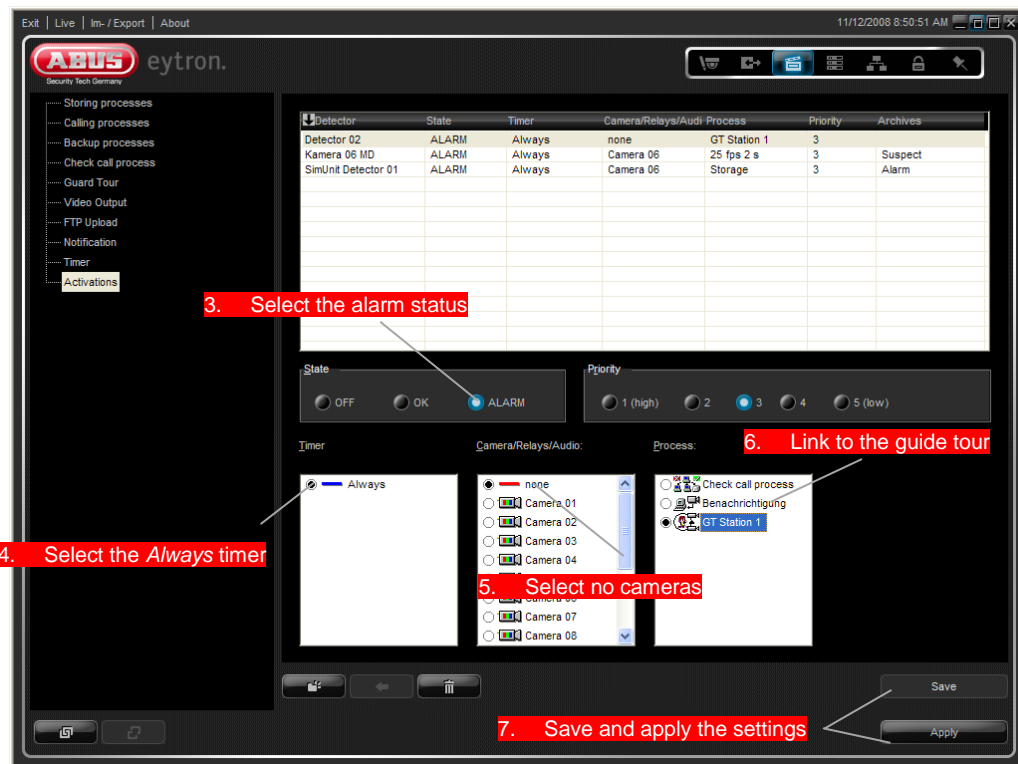 Exit | Live | Im- / Export | About
11/12/2008 8:50:51 AM
ABUS eytron.
Security Tech Germany
Storing processes
Calling processes
Backup processes
Check call process
Guard Tour
Video Output
FTP Upload
Notification
Timer
Activations
Detector State Timer Camera/Relays/Audi Process Priority Archives
Detector 02 ALARM Always none GT Station 1 3
Kamera 06 MD ALARM Always Camera 06 25 fps 2 s 3 Suspect
SimUnit Detector 01 ALARM Always Camera 06 Storage 3 Alarm
3. Select the alarm status
State
OFF OK ALARM
Priority
1 (high) 2 3 4 5 (low)
6. Link to the guide tour
Timer
Always
4. Select the Always timer
Camera/Relays/Audio:
none
Camera 01
Camera 02
Camera 03
Camera 04
5. Select no cameras
Camera 07
Camera 08
Process:
Check call process
Benachrichtigung
GT Station 1
Save
7. Save and apply the settings
Apply